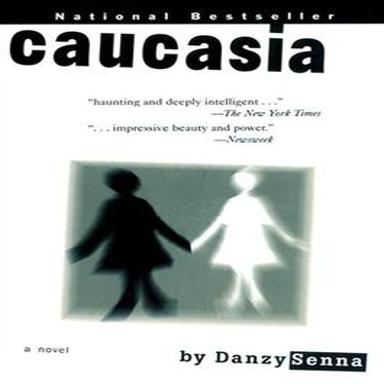 National Bestseller
caucasia
"haunting and deeply intelligent . . ."
—The New York Times
". . . impressive beauty and power."
—Newsweek
a novel
by Danzy Senna